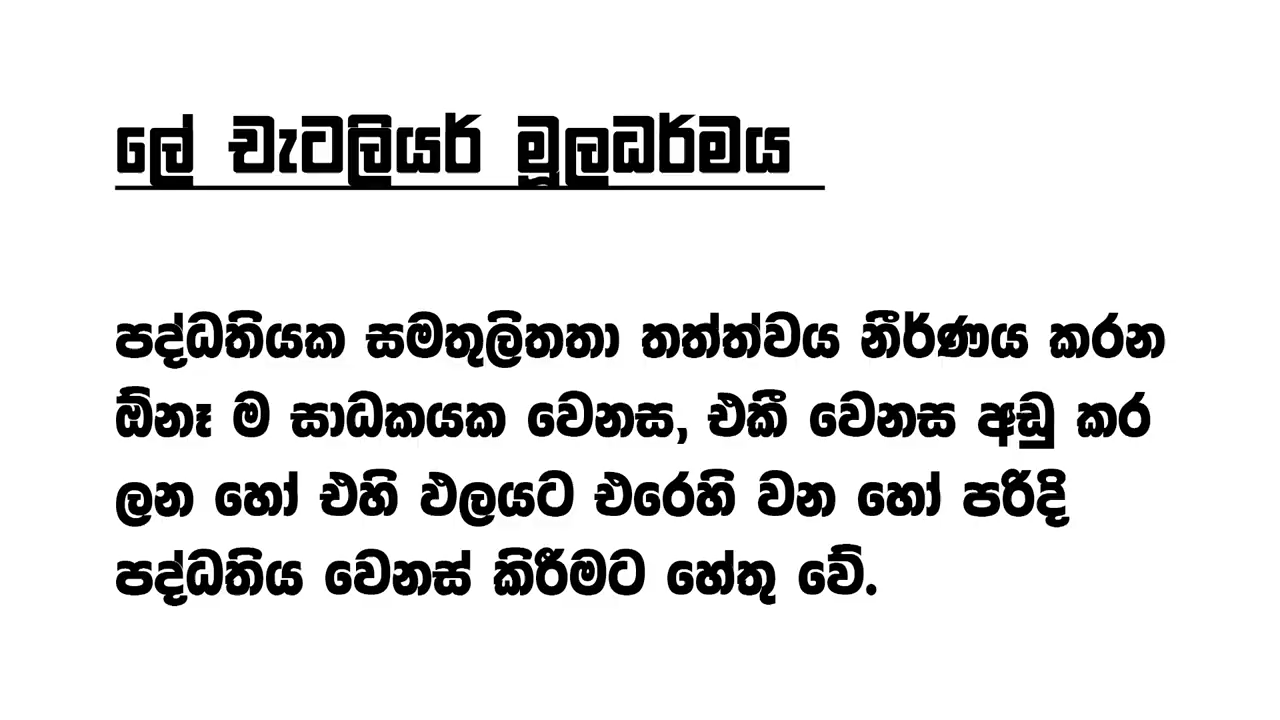 ලේ චැටලියර් මූලධර්මය
පද්ධතියක සමතුලිතතා තත්ත්වය නිර්ණය කරන
ඕනෑ ම සාධකයක වෙනස, එකී වෙනස අඩු කර
ලන හෝ එහි ඵලයට එරෙහි වන හෝ පරිදි
පද්ධතිය වෙනස් කිරීමට හේතු වේ.